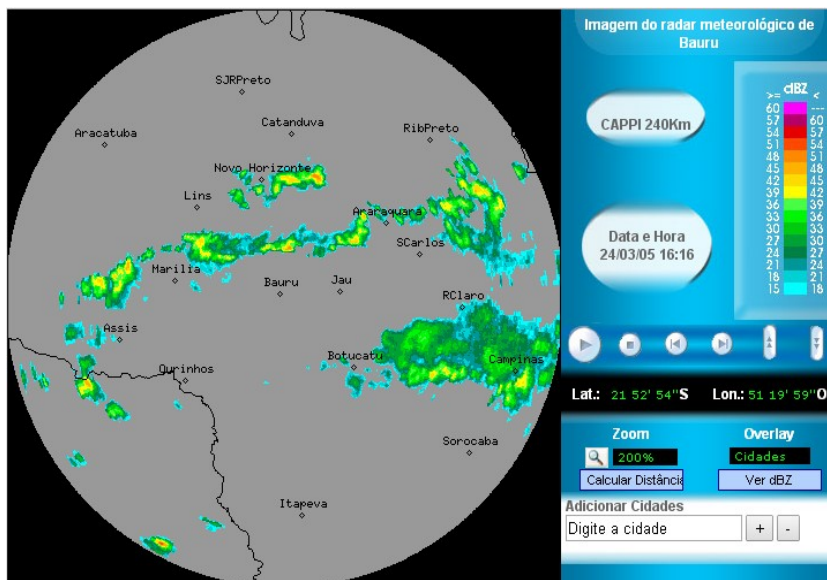 Imagem do radar meteorológico de
Bauru
CAPPI 240Km
Data e Hora
24/03/05 16:16
>= dBZ <
60 ---
57 60
54 57
51 54
48 51
45 48
42 45
39 42
36 39
33 36
30 33
27 30
24 27
21 24
18 21
15 18
SJRPreto
Catanduva
Aracatuba
RibPreto
Novo Horizonte
Lins
Araraquara
SCarlos
Marilia
Bauru
Jau
RClaro
Assis
Botucatu
Campinas
Ourinhos
Sorocaba
Itapeva
Lat.: 21 52' 54"S Lon.: 51 19' 59"O
Zoom Overlay
200% Cidades
Calcular Distância Ver dBZ
Adicionar Cidades
Digite a cidade + -